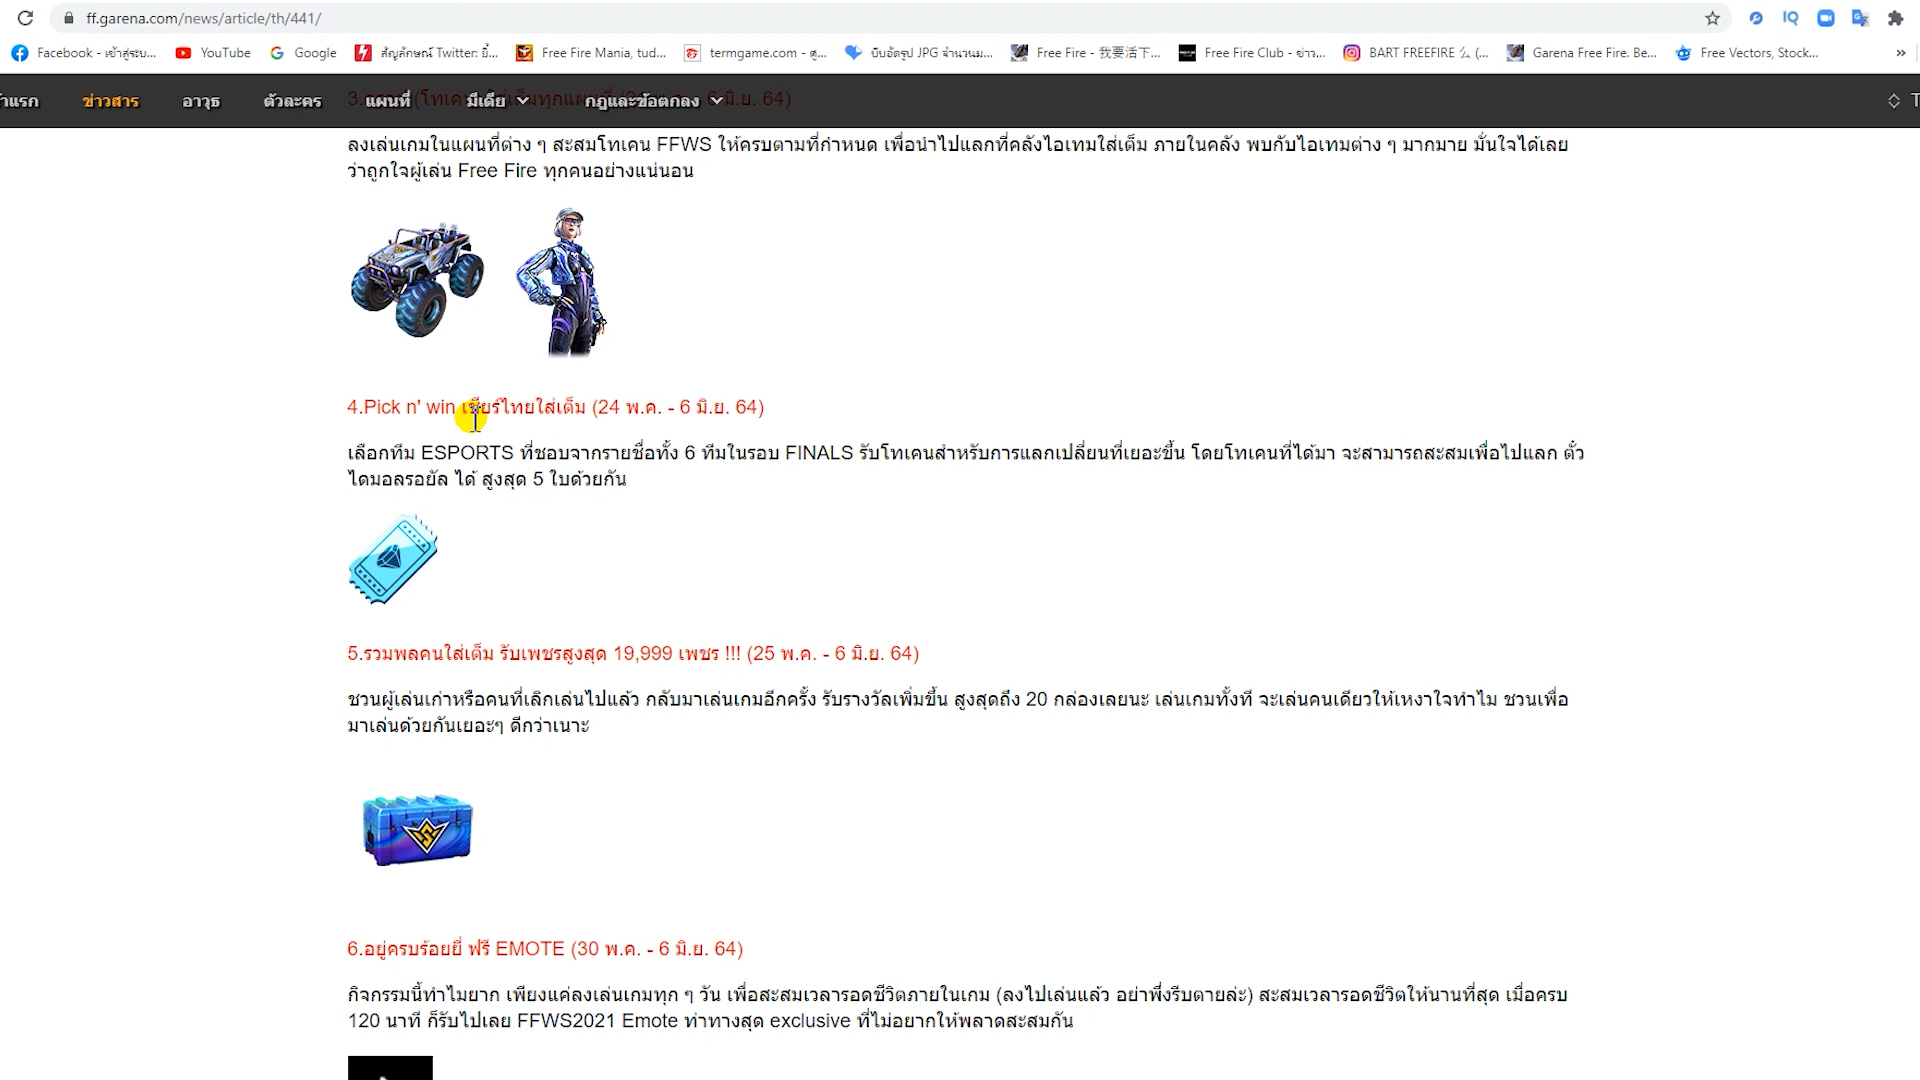 ff.garena.com/news/article/th/441/
Facebook - เข้าสู่ระบ... YouTube Google สัญลักษณ์ Twitter: ยิ้... Free Fire Mania, tud... termgame.com - ศู... บีบอัดรูป JPG จำนวนม... Free Fire - 我要活下... Free Fire Club - ข่าว... BART FREEFIRE ム (... Garena Free Fire. Be... Free Vectors, Stock... »
้าแรก ข่าวสาร อาวุธ ตัวละคร แผนที่ มีเดีย กฎและข้อตกลง T
6 มิ.ย. 64)
ลงเล่นเกมในแผนที่ต่าง ๆ สะสมโทเคน FFWS ให้ครบตามที่กำหนด เพื่อนำไปแลกที่คลังไอเทมใส่เต็ม ภายในคลัง พบกับไอเทมต่าง ๆ มากมาย มั่นใจได้เลย
ว่าถูกใจผู้เล่น Free Fire ทุกคนอย่างแน่นอน
4.Pick n' win เชียร์ไทยใส่เต็ม (24 พ.ค. - 6 มิ.ย. 64)
เลือกทีม ESPORTS ที่ชอบจากรายชื่อทั้ง 6 ทีมในรอบ FINALS รับโทเคนสำหรับการแลกเปลี่ยนที่เยอะขึ้น โดยโทเคนที่ได้มา จะสามารถสะสมเพื่อไปแลก ตั๋ว
ไดมอลรอยัล ได้ สูงสุด 5 ใบด้วยกัน
5.รวมพลคนใส่เต็ม รับเพชรสูงสุด 19,999 เพชร !!! (25 พ.ค. - 6 มิ.ย. 64)
ชวนผู้เล่นเก่าหรือคนที่เลิกเล่นไปแล้ว กลับมาเล่นเกมอีกครั้ง รับรางวัลเพิ่มขึ้น สูงสุดถึง 20 กล่องเลยนะ เล่นเกมทั้งที จะเล่นคนเดียวให้เหงาใจทำไม ชวนเพื่อ
มาเล่นด้วยกันเยอะๆ ดีกว่าเนาะ
6.อยู่ครบร้อยยี่ ฟรี EMOTE (30 พ.ค. - 6 มิ.ย. 64)
กิจกรรมนี้ทำไมยาก เพียงแค่ลงเล่นเกมทุก ๆ วัน เพื่อสะสมเวลารอดชีวิตภายในเกม (ลงไปเล่นแล้ว อย่าพึ่งรีบตายล่ะ) สะสมเวลารอดชีวิตให้นานที่สุด เมื่อครบ
120 นาที ก็รับไปเลย FFWS2021 Emote ท่าทางสุด exclusive ที่ไม่อยากให้พลาดสะสมกัน